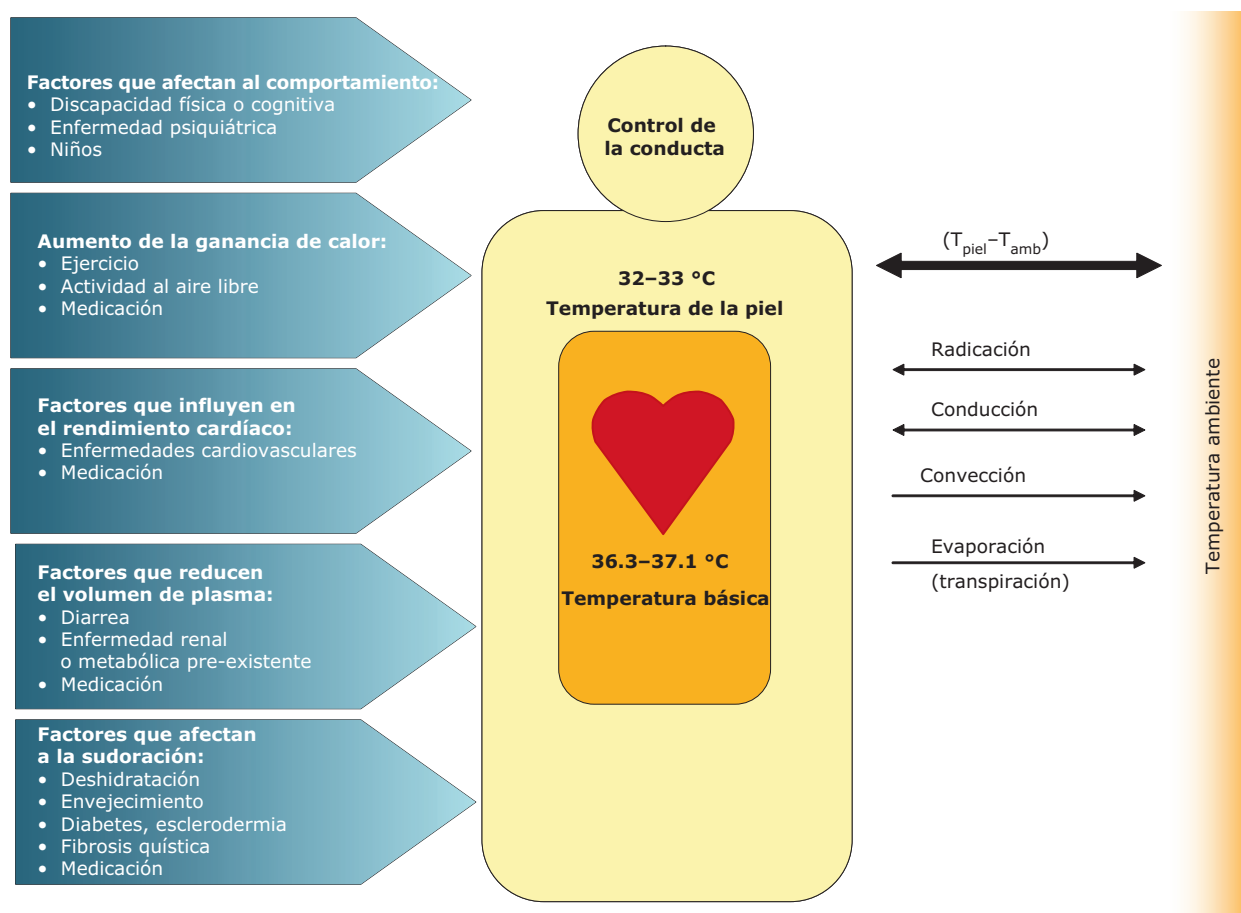 Factores que afectan al comportamiento:
• Discapacidad física o cognitiva
• Enfermedad psiquiátrica
• Niños
Aumento de la ganancia de calor:
• Ejercicio
• Actividad al aire libre
• Medicación
Factores que influyen en
el rendimiento cardíaco:
• Enfermedades cardiovasculares
• Medicación
Factores que reducen
el volumen de plasma:
• Diarrea
• Enfermedad renal
o metabólica pre-existente
• Medicación
Factores que afectan
a la sudoración:
• Deshidratación
• Envejecimiento
• Diabetes, esclerodermia
• Fibrosis quística
• Medicación
Control de
la conducta
32–33 °C
Temperatura de la piel
36.3–37.1 °C
Temperatura básica
(Tpiel–Tamb)
Radicación
Conducción
Convección
Evaporación
(transpiración)
Temperatura ambiente